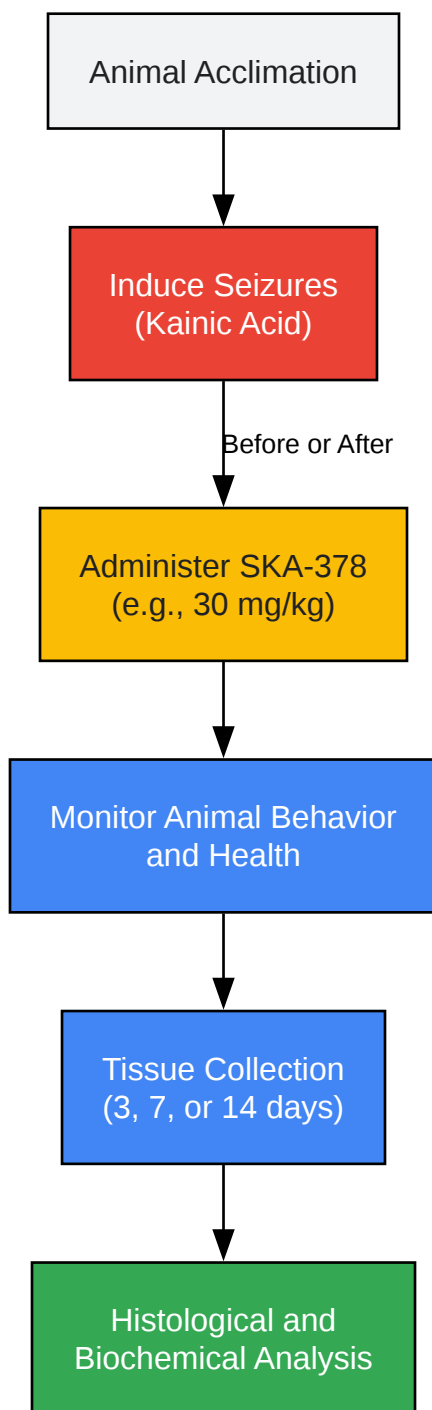 Animal Acclimation
Induce Seizures
(Kainic Acid)
Before or After
Administer SKA-378
(e.g., 30 mg/kg)
Monitor Animal Behavior
and Health
Tissue Collection
(3, 7, or 14 days)
Histological and
Biochemical Analysis